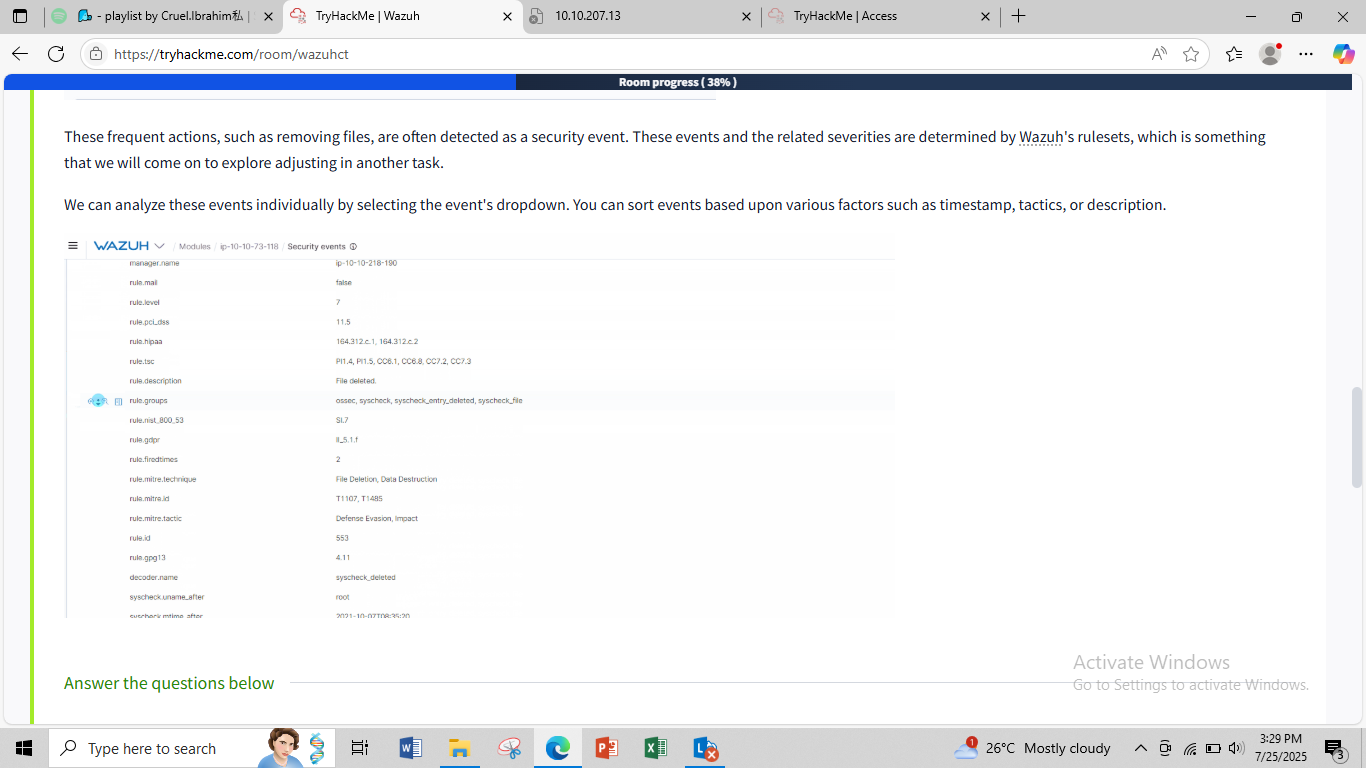 - playlist by Cruel.Ibrahim私 |
TryHackMe | Wazuh
10.10.207.13
TryHackMe | Access
https://tryhackme.com/room/wazuhct
Room progress ( 38% )
These frequent actions, such as removing files, are often detected as a security event. These events and the related severities are determined by Wazuh's rulesets, which is something
that we will come on to explore adjusting in another task.
We can analyze these events individually by selecting the event's dropdown. You can sort events based upon various factors such as timestamp, tactics, or description.
WAZUH / Modules / ip-10-10-73-118 / Security events
manager.name ip-10-10-218-190
rule.mail false
rule.level 7
rule.pci_dss 11.5
rule.hipaa 164.312.c.1, 164.312.c.2
rule.tsc PI1.4, PI1.5, CC6.1, CC6.8, CC7.2, CC7.3
rule.description File deleted.
rule.groups ossec, syscheck, syscheck_entry_deleted, syscheck_file
rule.nist_800_53 SI.7
rule.gdpr II_5.1.f
rule.firedtimes 2
rule.mitre.technique File Deletion, Data Destruction
rule.mitre.id T1107, T1485
rule.mitre.tactic Defense Evasion, Impact
rule.id 553
rule.gpg13 4.11
decoder.name syscheck_deleted
syscheck.uname_after root
syscheck.mtime_after 2021-10-07T08:35:20
Answer the questions below
Activate Windows
Go to Settings to activate Windows.
Type here to search
1
26°C Mostly cloudy
3:29 PM
7/25/2025
3